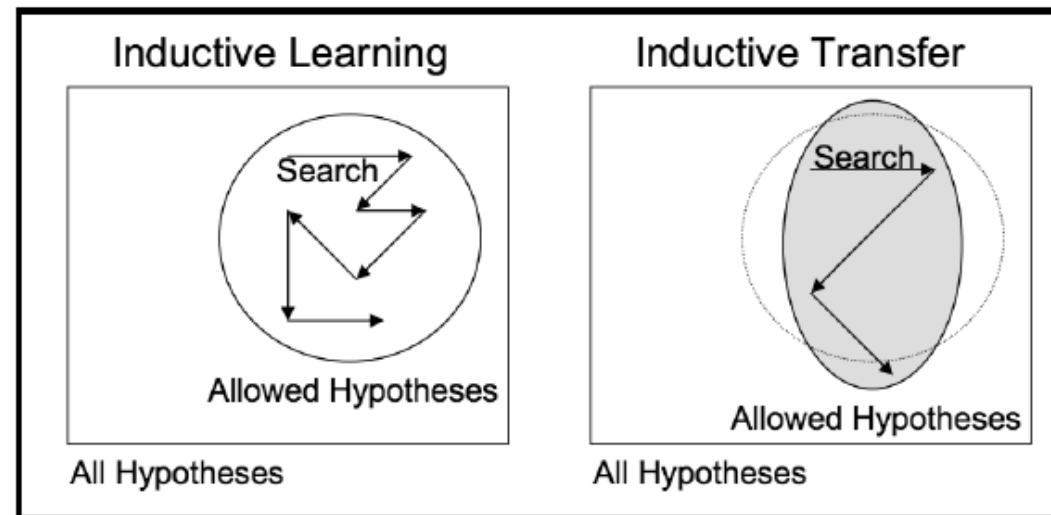 Inductive Learning
Search
Allowed Hypotheses
All Hypotheses
Inductive Transfer
Search
Allowed Hypotheses
All Hypotheses